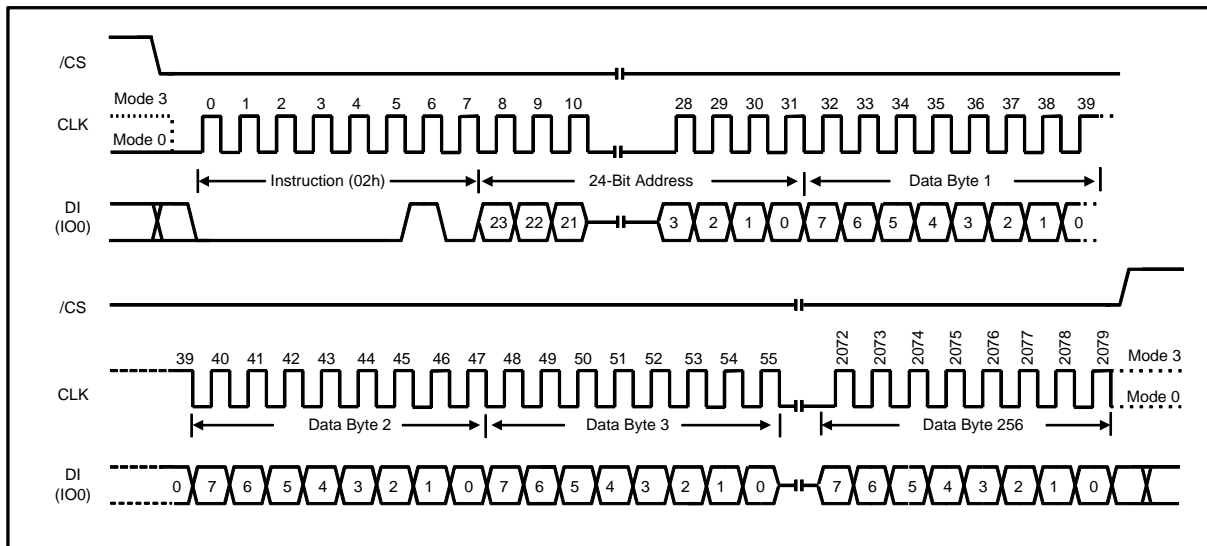 /CS
Mode 3
CLK
Mode 0
0 1 2 3 4 5 6 7 8 9 10 28 29 30 31 32 33 34 35 36 37 38 39
Instruction (02h) 24-Bit Address Data Byte 1
DI
(IO0)
23 22 21 3 2 1 0 7 6 5 4 3 2 1 0
/CS
39 40 41 42 43 44 45 46 47 48 49 50 51 52 53 54 55 2072 2073 2074 2075 2076 2077 2078 2079
Mode 3
CLK
Mode 0
Data Byte 2 Data Byte 3 Data Byte 256
DI
(IO0)
0 7 6 5 4 3 2 1 0 7 6 5 4 3 2 1 0 7 6 5 4 3 2 1 0